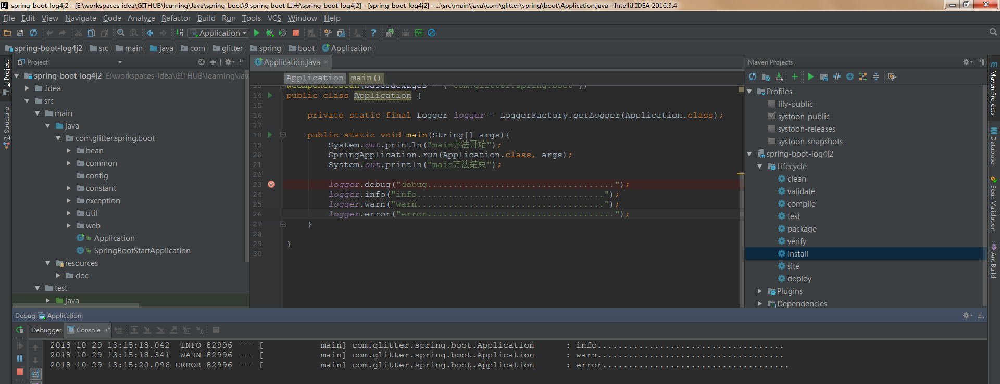 spring-boot-log4j2 - [E:\workspaces-idea\GITHUB\learning\Java\spring-boot\9.spring boot 日志\spring-boot-log4j2] - [spring-boot-log4j2] - ...\src\main\java\com\glitter\spring\boot\Application.java - IntelliJ IDEA 2016.3.4
File Edit View Navigate Code Analyze Refactor Build Run Tools VCS Window Help
Application
spring-boot-log4j2 src main java com glitter spring boot Application
1: Project
7: Structure
Project
spring-boot-log4j2 E:\workspaces-idea\GITHUB\learning\Jav
.idea
src
main
java
com.glitter.spring.boot
bean
common
config
constant
exception
util
web
Application
SpringBootStartApplication
resources
doc
test
java
Application.java
Application main()
13 @ComponentScan(basePackages = { "com.glitter.spring.boot" })
14 public class Application {
15
16 private static final Logger logger = LoggerFactory.getLogger(Application.class);
17
18 public static void main(String[] args){
19 System.out.println("main方法开始");
20 SpringApplication.run(Application.class, args);
21 System.out.println("main方法结束");
22
23 logger.debug("debug....................................");
24 logger.info("info....................................");
25 logger.warn("warn....................................");
26 logger.error("error....................................");
27 }
28
29 }
30
Maven Projects
Profiles
lily-public
systoon-public
systoon-releases
systoon-snapshots
spring-boot-log4j2
Lifecycle
clean
validate
compile
test
package
verify
install
site
deploy
Plugins
Dependencies
Maven Projects
Database
Bean Validation
Ant Build
Debug Application
Debugger Console
2018-10-29 13:15:18.042 INFO 82996 --- [ main] com.glitter.spring.boot.Application : info....................................
2018-10-29 13:15:18.341 WARN 82996 --- [ main] com.glitter.spring.boot.Application : warn....................................
2018-10-29 13:15:20.096 ERROR 82996 --- [ main] com.glitter.spring.boot.Application : error....................................